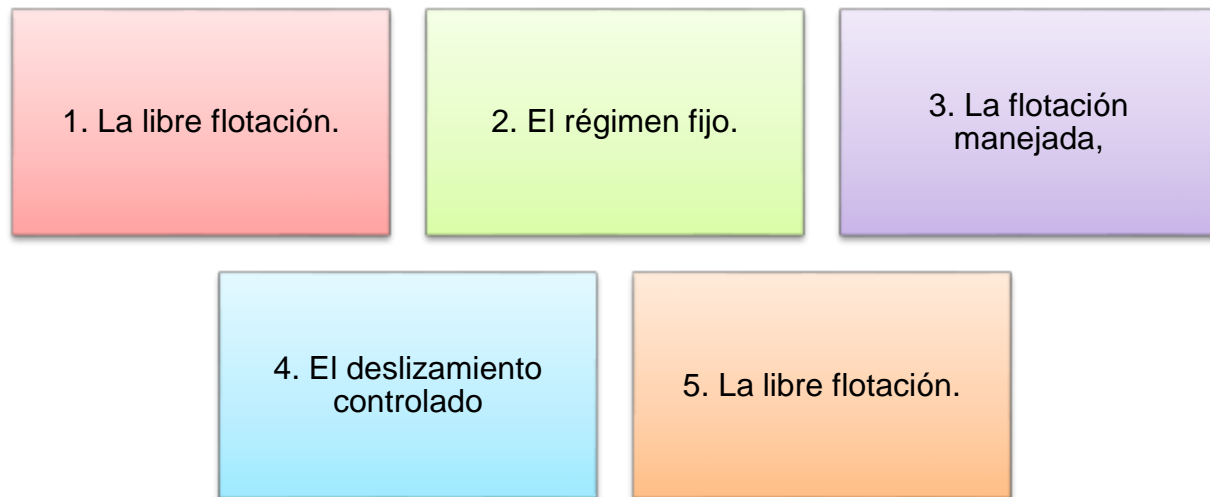 1. La libre flotación.
2. El régimen fijo.
3. La flotación
manejada,
4. El deslizamiento
controlado
5. La libre flotación.